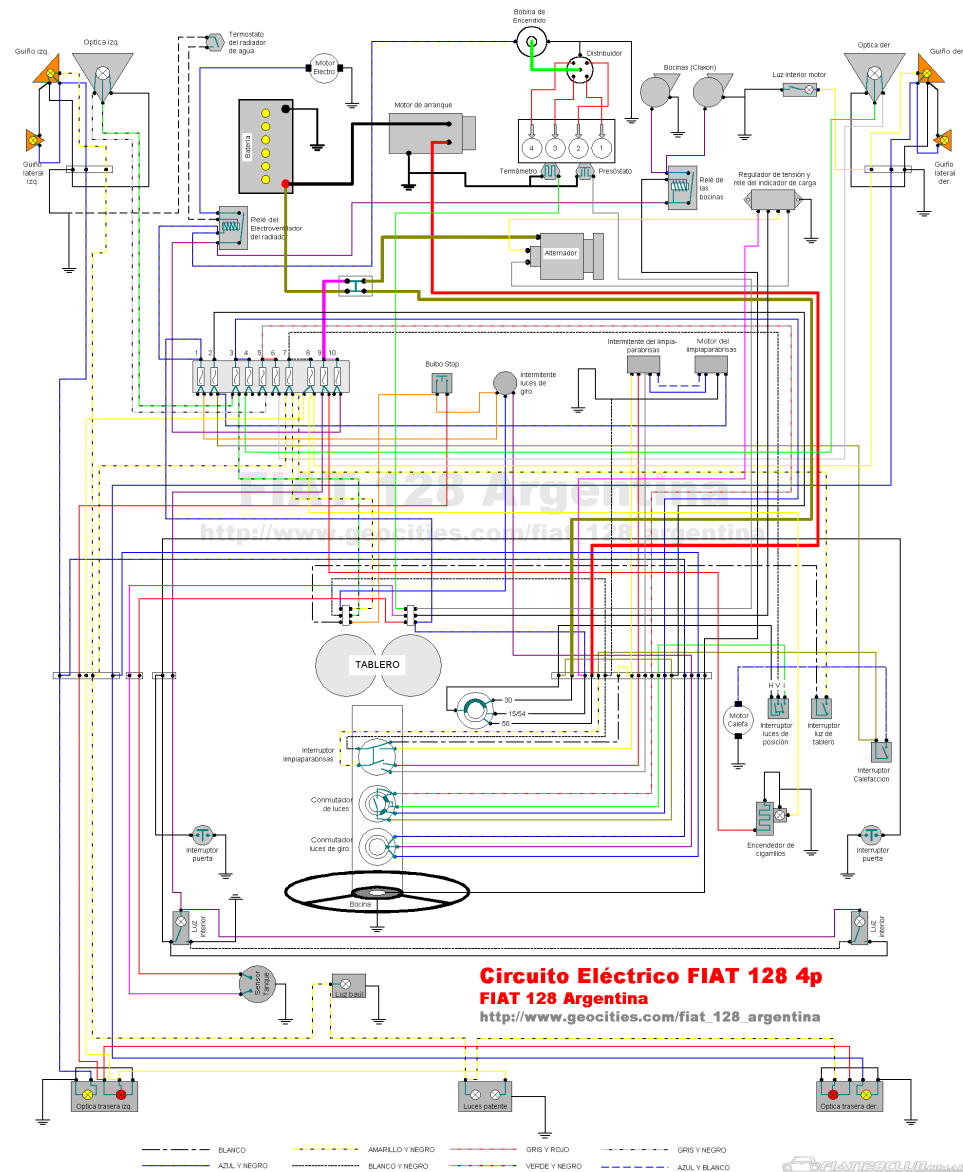 Bobina de
Encendido
Guiño izq.
Optica izq.
Termostato
del radiador
de agua
Motor
Electro
Distribuidor
Bocinas (Claxon)
Luz interior motor
Optica der.
Guiño der
Batería
Motor de arranque
4
3
2
1
Termómetro
Presóstato
Guiño
lateral
izq.
Relé de
las
bocinas
Regulador de tensión y
rele del indicador de carga
Guiño
lateral
der.
Relé del
Electroventilador
del radiador
Alternador
1
2
3
4
5
6
7
8
9
10
Bulbo Stop
Intermitente
luces de
giro
Intermitente del limpia-
parabrisas
Motor del
limpiaparabrisas
FIAT 128 Argentina
http://www.geocities.com/fiat_128_argentina
TABLERO
30
15/54
50
H V I
Motor
Calefa
Interruptor
luces de
posición
Interruptor
luz de
tablero
Interruptor
Calefaccion
Interruptor
limpiaparabrisas
Conmutador
de luces
Conmutador
luces de giro
Encendedor de
cigarrillos
Interruptor
puerta
Interruptor
puerta
Bocina
Luz
interior
Luz
interior
Sensor
Tanque
Luz baúl
Circuito Eléctrico FIAT 128 4p
FIAT 128 Argentina
http://www.geocities.com/fiat_128_argentina
Optica trasera izq.
Luces patente
Optica trasera der.
BLANCO
AMARILLO Y NEGRO
GRIS Y ROJO
GRIS Y NEGRO
AZUL Y NEGRO
BLANCO Y NEGRO
VERDE Y NEGRO
AZUL Y BLANCO
FIAT128CLUB.COM.AR